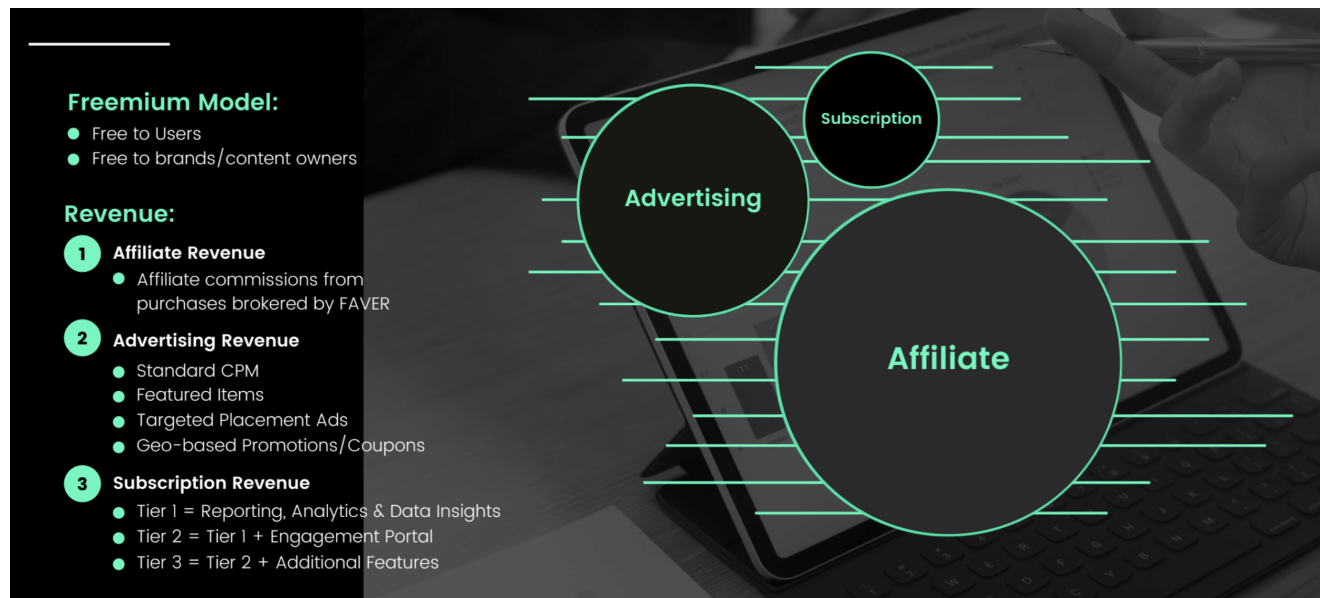 Freemium Model:
Free to Users
Free to brands/content owners
Revenue:
1
Affiliate Revenue
Affiliate commissions from
purchases brokered by FAVER
2
Advertising Revenue
Standard CPM
Featured Items
Targeted Placement Ads
Geo-based Promotions/Coupons
3
Subscription Revenue
Tier 1 = Reporting, Analytics & Data Insights
Tier 2 = Tier 1 + Engagement Portal
Tier 3 = Tier 2 + Additional Features
Subscription
Advertising
Affiliate